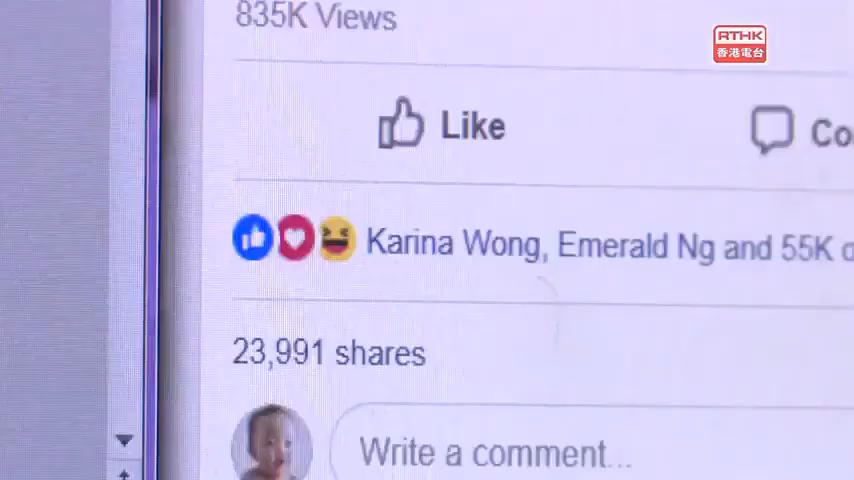 835K Views
RTHK
香港電台
Like
Co
Karina Wong, Emerald Ng and 55K o
23,991 shares
Write a comment...